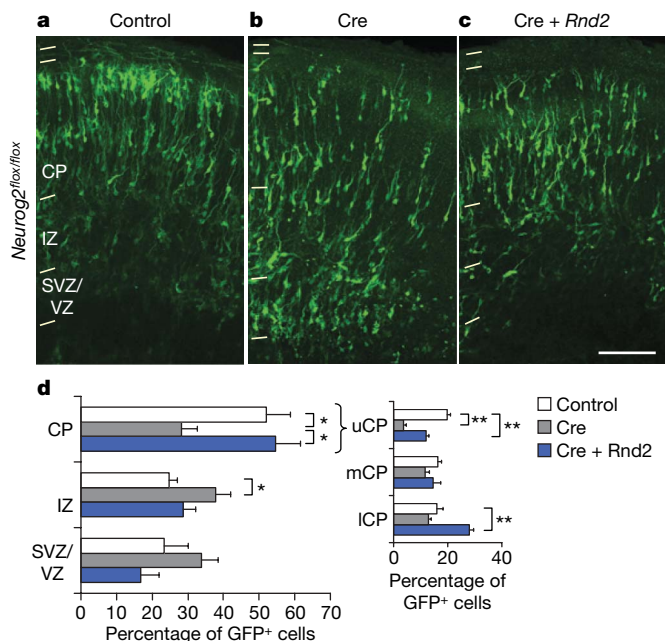 a Control
b Cre
c Cre + Rnd2
Neurog2flox/flox
CP
IZ
SVZ/
VZ
d
CP
IZ
SVZ/
VZ
*
*
*
0 10 20 30 40 50 60 70
Percentage of GFP+ cells
uCP
mCP
lCP
**
**
**
0 20 40
Percentage of
GFP+ cells
Control
Cre
Cre + Rnd2